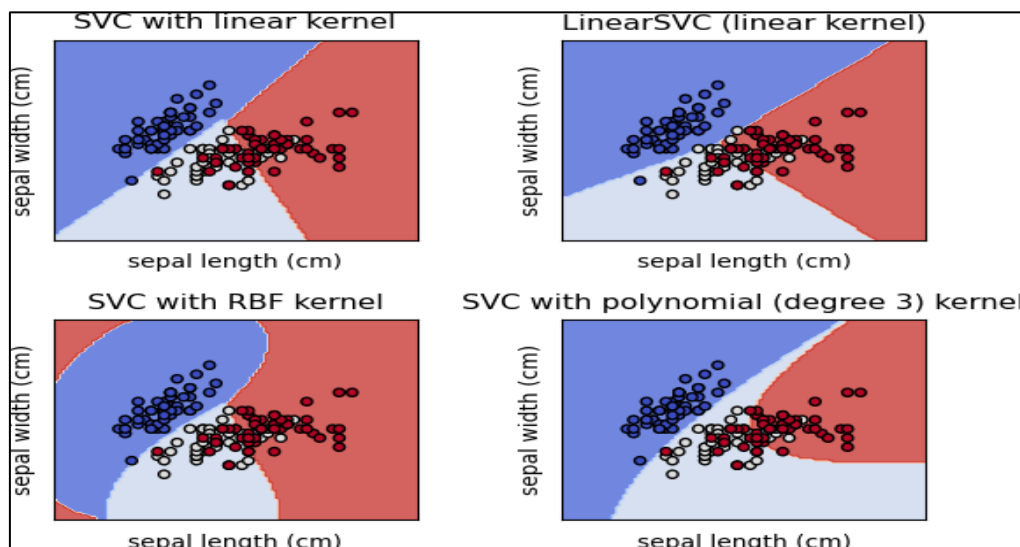 SVC with linear kernel
LinearSVC (linear kernel)
sepal width (cm)
sepal width (cm)
sepal length (cm)
sepal length (cm)
SVC with RBF kernel
SVC with polynomial (degree 3) kernel
sepal width (cm)
sepal width (cm)
sepal length (cm)
sepal length (cm)